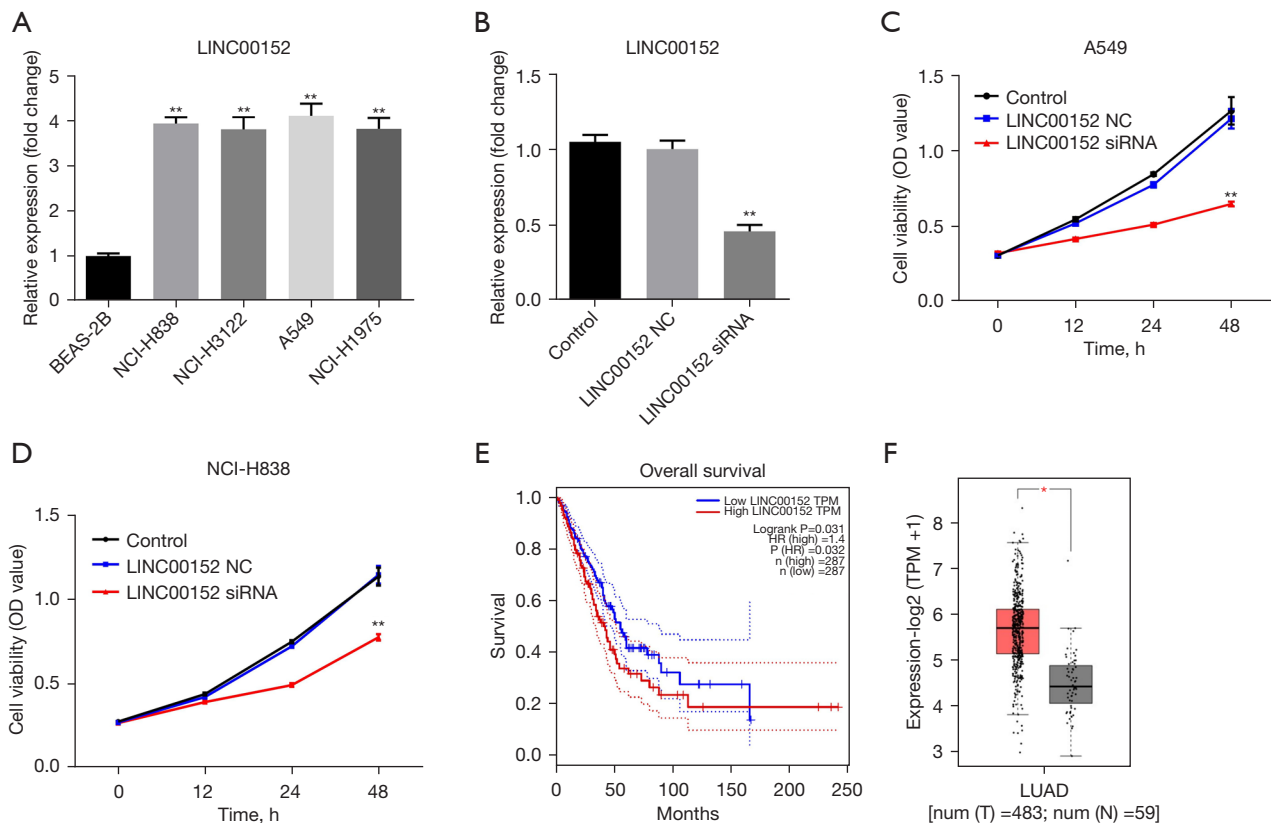 A
LINC00152
Relative expression (fold change)
5
4
3
2
1
0
**
**
**
**
BEAS-2B
NCI-H838
NCI-H3122
A549
NCI-H1975
B
LINC00152
Relative expression (fold change)
1.5
1.0
0.5
0.0
**
Control
LINC00152 NC
LINC00152 siRNA
C
A549
Cell viability (OD value)
1.5
1.0
0.5
0.0
Control
LINC00152 NC
LINC00152 siRNA
**
0 12 24 48
Time, h
D
NCI-H838
Cell viability (OD value)
1.5
1.0
0.5
0.0
Control
LINC00152 NC
LINC00152 siRNA
**
0 12 24 48
Time, h
E
Overall survival
Survival
1.0
0.8
0.6
0.4
0.2
0.0
Low LINC00152 TPM
High LINC00152 TPM
Logrank P=0.031
HR (high) =1.4
P (HR) =0.032
n (high) =287
n (low) =287
0 50 100 150 200 250
Months
F
Expression-log2 (TPM +1)
8
7
6
5
4
3
*
LUAD
[num (T) =483; num (N) =59]